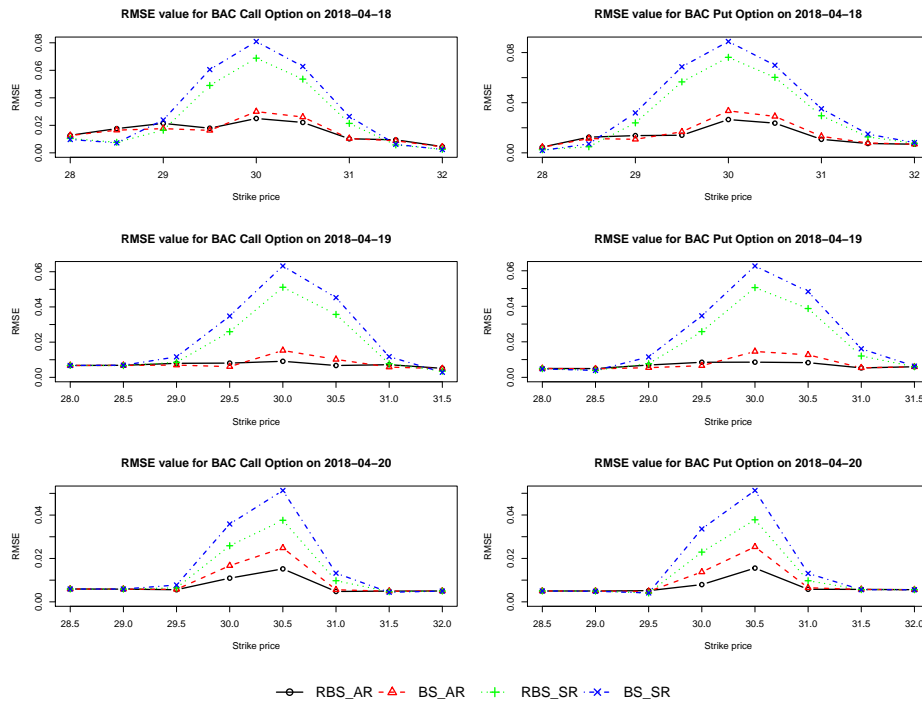 RMSE value for BAC Call Option on 2018−04−18
RMSE
0.00 0.02 0.04 0.06 0.08
28 29 30 31 32
Strike price
RMSE value for BAC Put Option on 2018−04−18
RMSE
0.00 0.04 0.08
28 29 30 31 32
Strike price
RMSE value for BAC Call Option on 2018−04−19
RMSE
0.00 0.02 0.04 0.06
28.0 28.5 29.0 29.5 30.0 30.5 31.0 31.5
Strike price
RMSE value for BAC Put Option on 2018−04−19
RMSE
0.00 0.02 0.04 0.06
28.0 28.5 29.0 29.5 30.0 30.5 31.0 31.5
Strike price
RMSE value for BAC Call Option on 2018−04−20
RMSE
0.00 0.02 0.04
28.5 29.0 29.5 30.0 30.5 31.0 31.5 32.0
Strike price
RMSE value for BAC Put Option on 2018−04−20
RMSE
0.00 0.02 0.04
28.5 29.0 29.5 30.0 30.5 31.0 31.5 32.0
Strike price
RBS_AR BS_AR RBS_SR BS_SR